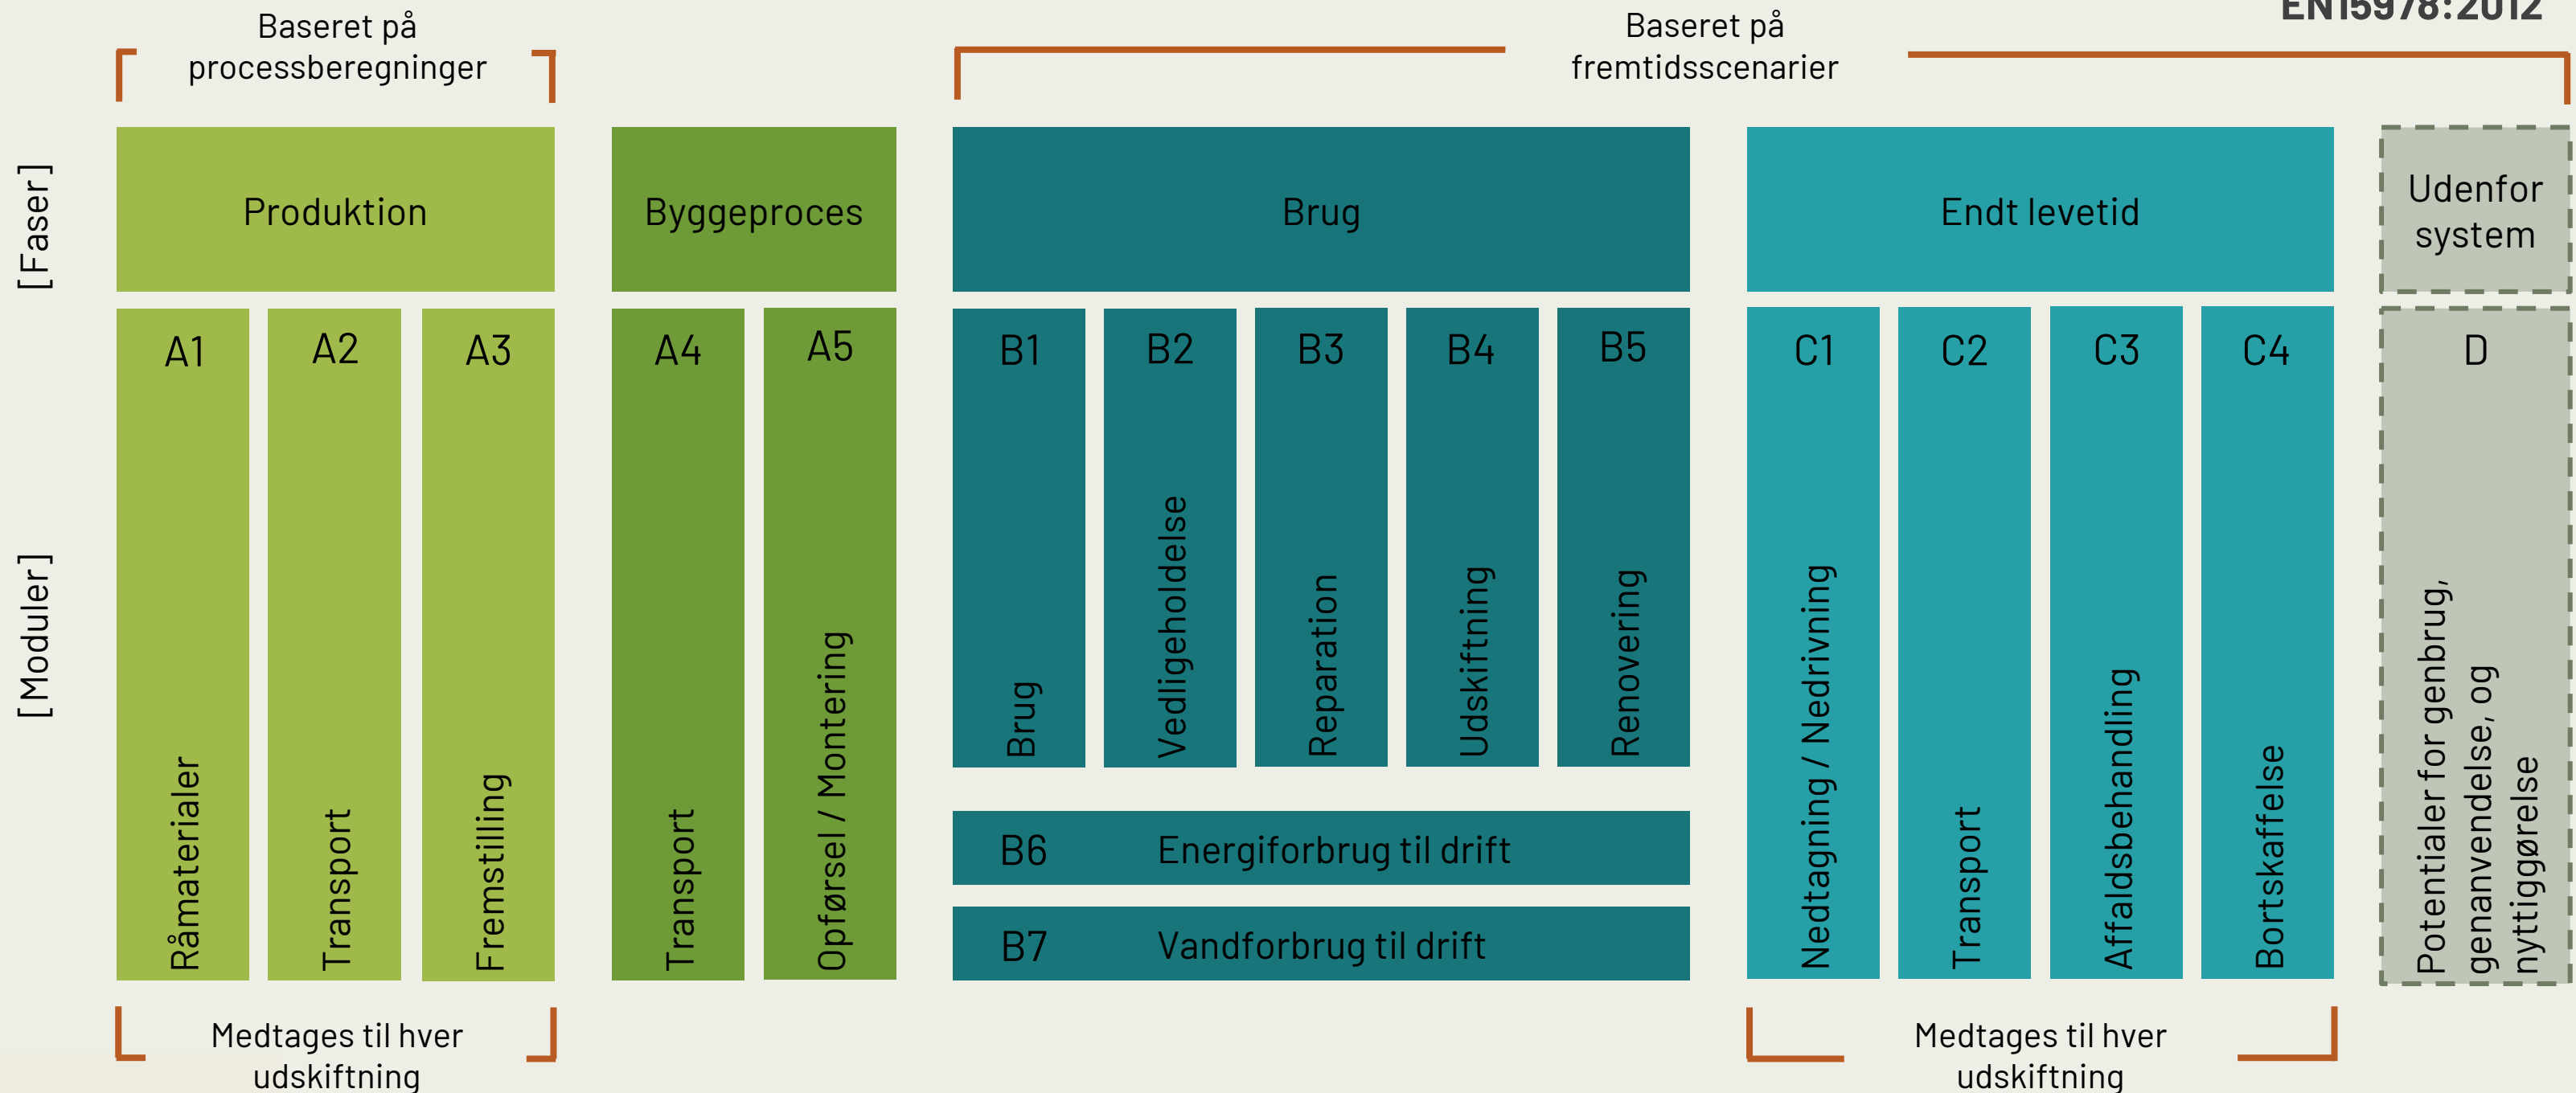 EN15978:2012
Baseret på
processberegninger
Baseret på
fremtidsscenarier
[Faser]
Produktion
Byggeproces
Brug
Endt levetid
Udenfor
system
[Moduler]
A1
Råmaterialer
A2
Transport
A3
Fremstilling
A4
Transport
A5
Opførsel / Montering
B1
Brug
B2
Vedligeholdelse
B3
Reparation
B4
Udskiftning
B5
Renovering
B6 Energiforbrug til drift
B7 Vandforbrug til drift
C1
Nedtagning / Nedrivning
C2
Transport
C3
Affaldsbehandling
C4
Bortskaffelse
D
Potentialer for genbrug,
genanvendelse, og
nyttiggørelse
Medtages til hver
udskiftning
Medtages til hver
udskiftning